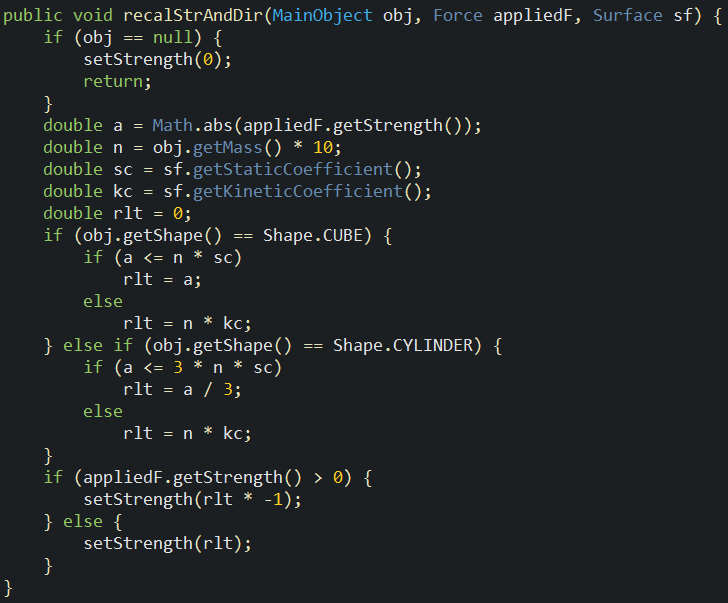 public void recalStrAndDir(MainObject obj, Force appliedF, Surface sf) {
    if (obj == null) {
        setStrength(0);
        return;
    }
    double a = Math.abs(appliedF.getStrength());
    double n = obj.getMass() * 10;
    double sc = sf.getStaticCoefficient();
    double kc = sf.getKineticCoefficient();
    double rlt = 0;
    if (obj.getShape() == Shape.CUBE) {
        if (a <= n * sc)
            rlt = a;
        else
            rlt = n * kc;
    } else if (obj.getShape() == Shape.CYLINDER) {
        if (a <= 3 * n * sc)
            rlt = a / 3;
        else
            rlt = n * kc;
    }
    if (appliedF.getStrength() > 0) {
        setStrength(rlt * -1);
    } else {
        setStrength(rlt);
    }
}